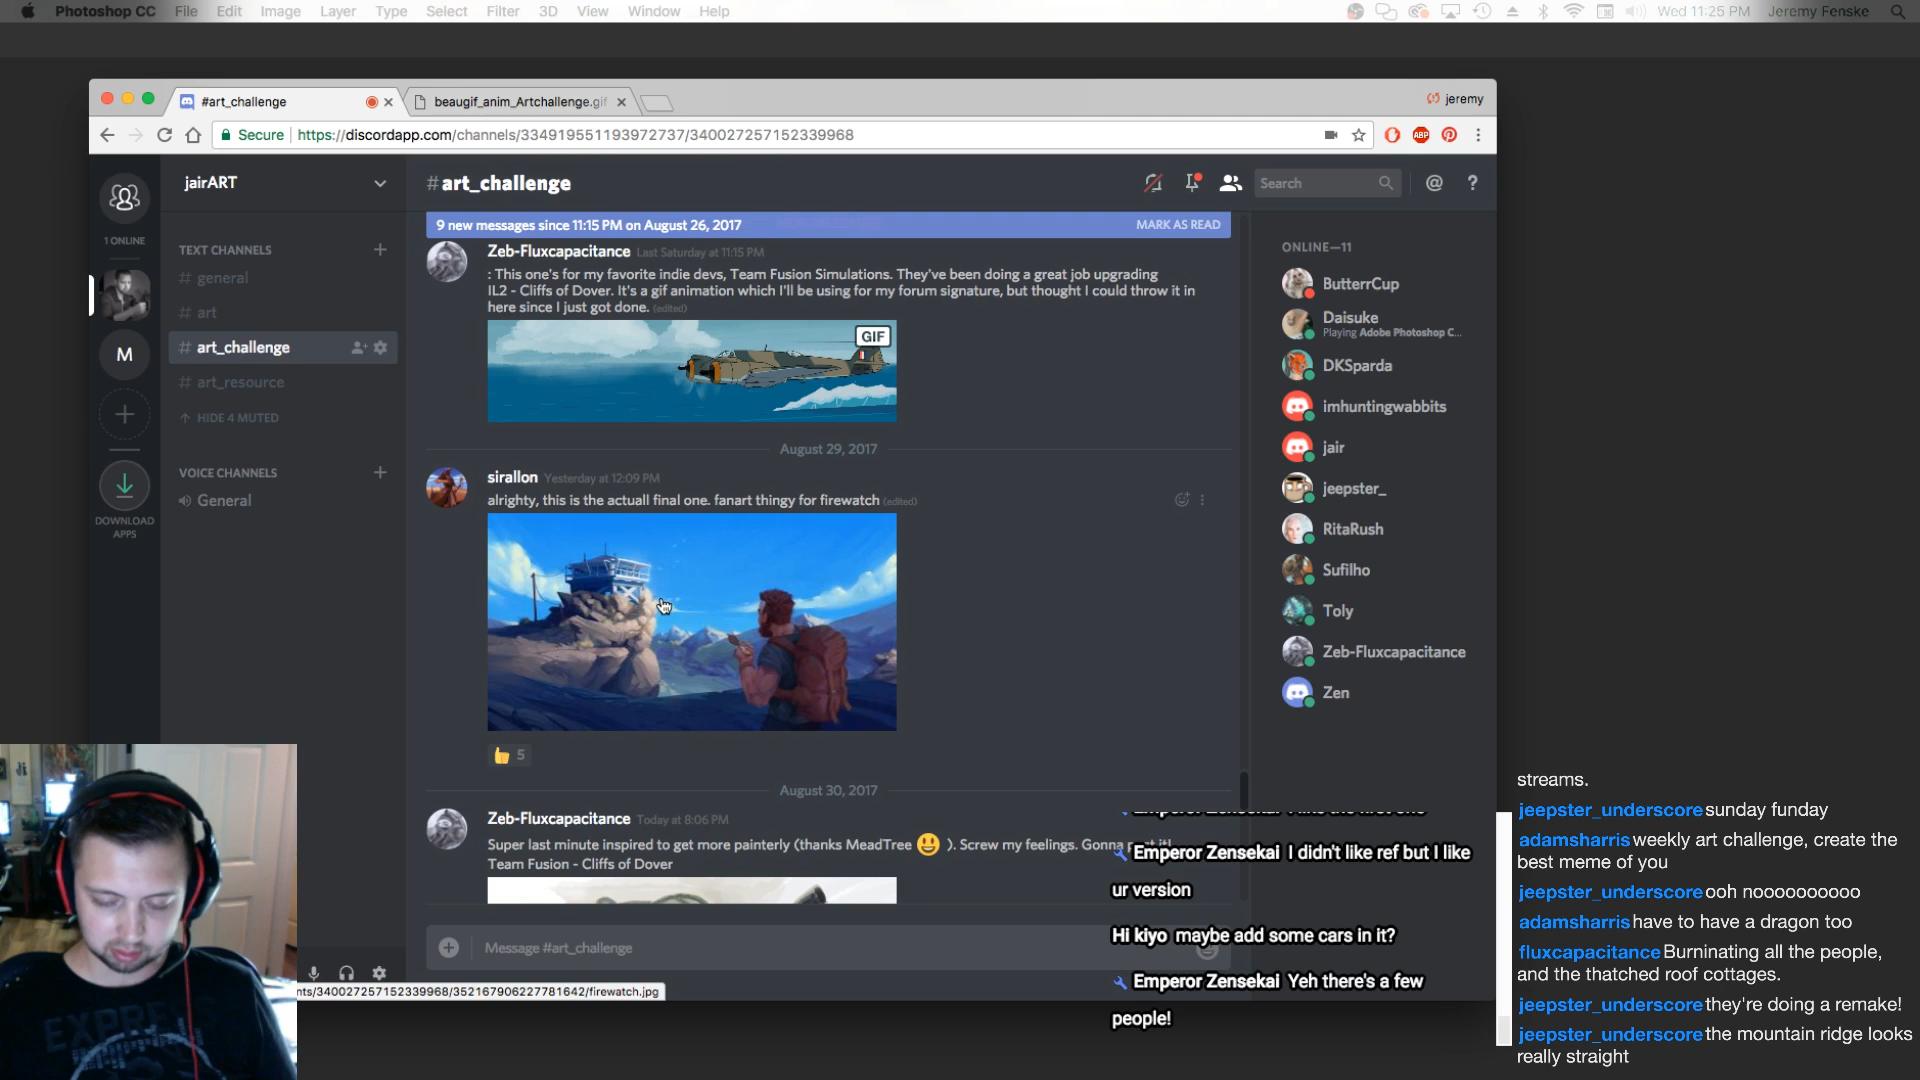 Photoshop CC File Edit Image Layer Type Select Filter 3D View Window Help Wed 11:25 PM Jeremy Fenske
#art_challenge
beaugif_anim_Artchallenge.gif
jeremy
Secure https://discordapp.com/channels/334919551193972737/340027257152339968
ABP
jairART
#art_challenge
Search
1 ONLINE
M
DOWNLOAD
APPS
TEXT CHANNELS
# general
# art
# art_challenge
# art_resource
HIDE 4 MUTED
VOICE CHANNELS
General
9 new messages since 11:15 PM on August 26, 2017 MARK AS READ
Zeb-Fluxcapacitance Last Saturday at 11:15 PM
: This one's for my favorite indie devs, Team Fusion Simulations. They've been doing a great job upgrading
IL2 - Cliffs of Dover. It's a gif animation which I'll be using for my forum signature, but thought I could throw it in
here since I just got done. (edited)
GIF
August 29, 2017
sirallon Yesterday at 12:09 PM
alrighty, this is the actuall final one. fanart thingy for firewatch (edited)
5
August 30, 2017
Zeb-Fluxcapacitance Today at 8:06 PM
Super last minute inspired to get more painterly (thanks MeadTree ). Screw my feelings. Gonna
Team Fusion - Cliffs of Dover
Message #art_challenge
nts/340027257152339968/352167906227781642/firewatch.jpg
ONLINE—11
ButterrCup
Daisuke
Playing Adobe Photoshop C...
DKSparda
imhuntingwabbits
jair
jeepster_
RitaRush
Sufilho
Toly
Zeb-Fluxcapacitance
Zen
Emperor Zensekai I didn't like ref but I like
ur version
Hi kiyo maybe add some cars in it?
Emperor Zensekai Yeh there's a few
people!
streams.
jeepster_underscore sunday funday
adamsharris weekly art challenge, create the
best meme of you
jeepster_underscore ooh noooooooooo
adamsharris have to have a dragon too
fluxcapacitance Burninating all the people,
and the thatched roof cottages.
jeepster_underscore they're doing a remake!
jeepster_underscore the mountain ridge looks
really straight